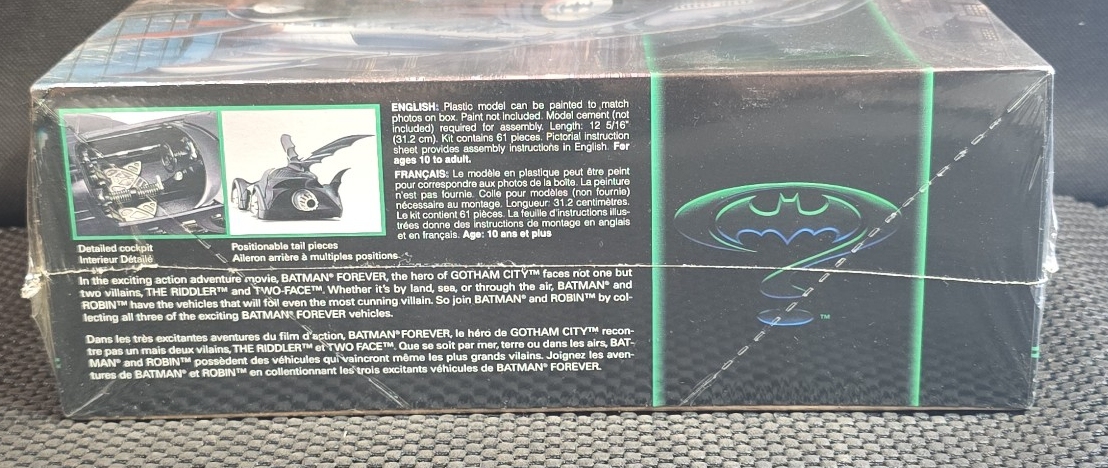 ENGLISH: Plastic model can be painted to match
photos on box. Paint not included. Model cement (not
included) required for assembly. Length: 12 5/16"
(31.2 cm). Kit contains 61 pieces. Pictorial instruction
sheet provides assembly instructions in English. For
ages 10 to adult.
FRANÇAIS: Le modèle en plastique peut être peint
pour correspondre aux photos de la boîte. La peinture
n'est pas fournie. Colle pour modèles (non fournie)
nécessaire au montage. Longueur: 31.2 centimètres.
Le kit contient 61 pièces. La feuille d'instructions illus-
trées donne des instructions de montage en anglais
et en français. Age: 10 ans et plus
Detailed cockpit
Interieur Détailé
Positionable tail pieces
Aileron arrière à multiples positions
In the exciting action adventure movie, BATMAN® FOREVER, the hero of GOTHAM CITY™ faces not one but
two villains, THE RIDDLER™ and TWO-FACE™. Whether it's by land, sea, or through the air, BATMAN® and
ROBIN™ have the vehicles that will foil even the most cunning villain. So join BATMAN® and ROBIN™ by col-
lecting all three of the exciting BATMAN® FOREVER vehicles.
Dans les très excitantes aventures du film d'action, BATMAN® FOREVER, le héro de GOTHAM CITY™ recon-
tre pas un mais deux vilains, THE RIDDLER™ et TWO FACE™. Que se soit par mer, terre ou dans les airs, BAT-
MAN® and ROBIN™ possèdent des véhicules qui vaincront même les plus grands vilains. Joignez les aven-
tures de BATMAN® et ROBIN™ en collentionnant les trois excitants véhicules de BATMAN® FOREVER.
™